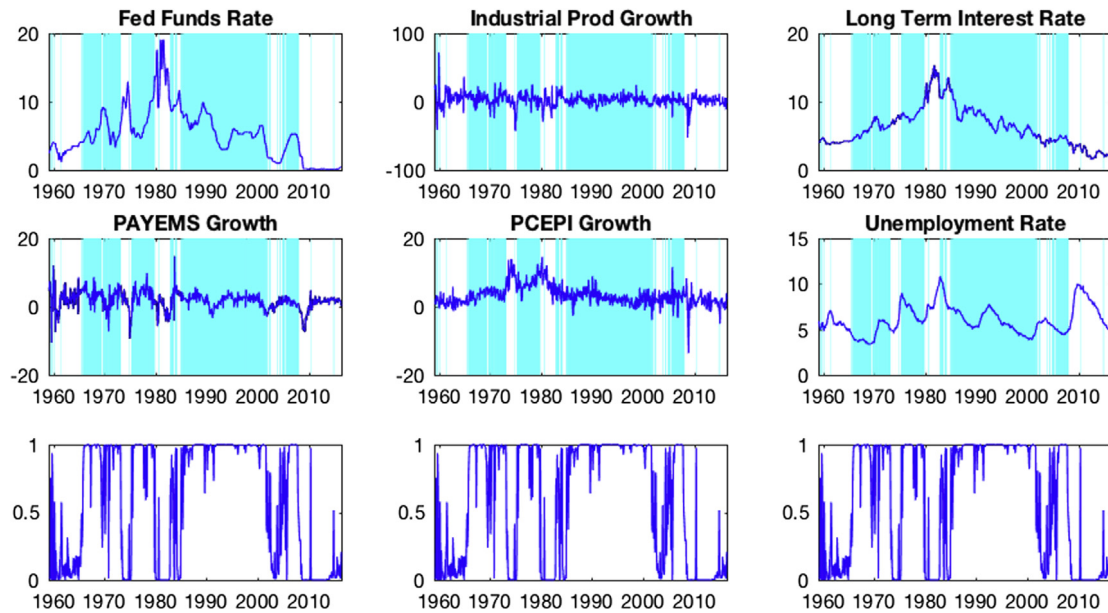 Fed Funds Rate Industrial Prod Growth Long Term Interest Rate
20 100 20
10 0 10
0 -100 0
1960 1970 1980 1990 2000 2010 1960 1970 1980 1990 2000 2010 1960 1970 1980 1990 2000 2010
PAYEMS Growth PCEPI Growth Unemployment Rate
20 20 15
10
0 0
5
-20 -20 0
1960 1970 1980 1990 2000 2010 1960 1970 1980 1990 2000 2010 1960 1970 1980 1990 2000 2010
1 1 1
0.5 0.5 0.5
0 0 0
1960 1970 1980 1990 2000 2010 1960 1970 1980 1990 2000 2010 1960 1970 1980 1990 2000 2010